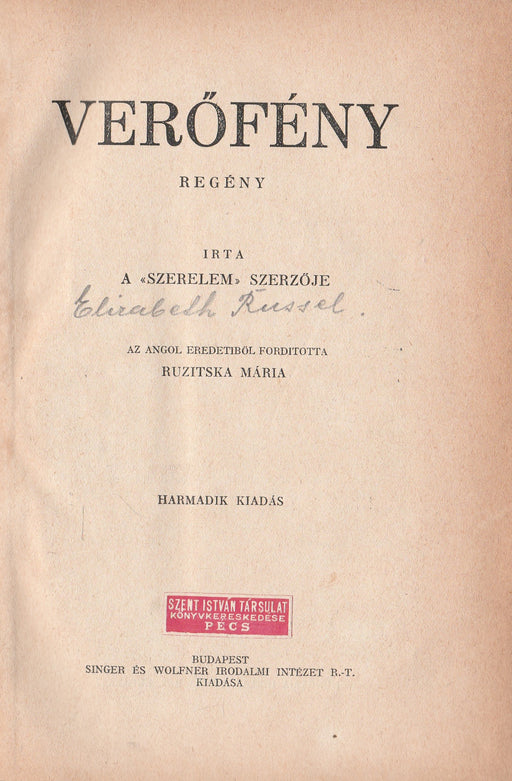 VERŐFÉNY
REGÉNY
IRTA
A «SZERELEM» SZERZŐJE
Elizabeth Russel.
AZ ANGOL EREDETIBŐL FORDITOTTA
RUZITSKA MÁRIA
HARMADIK KIADÁS
SZENT ISTVÁN TÁRSULAT
KÖNYVKERESKEDÉSE
PÉCS
BUDAPEST
SINGER ÉS WOLFNER IRODALMI INTÉZET R.-T.
KIADÁSA